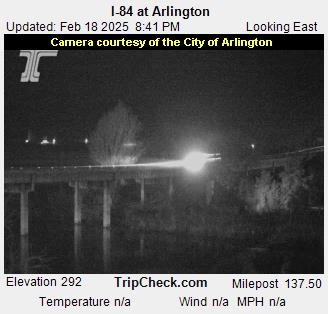 I-84 at Arlington
Updated: Feb 18 2025 8:41 PM Looking East
Camera courtesy of the City of Arlington
Elevation 292 TripCheck.com Milepost 137.50
Temperature n/a Wind n/a MPH n/a